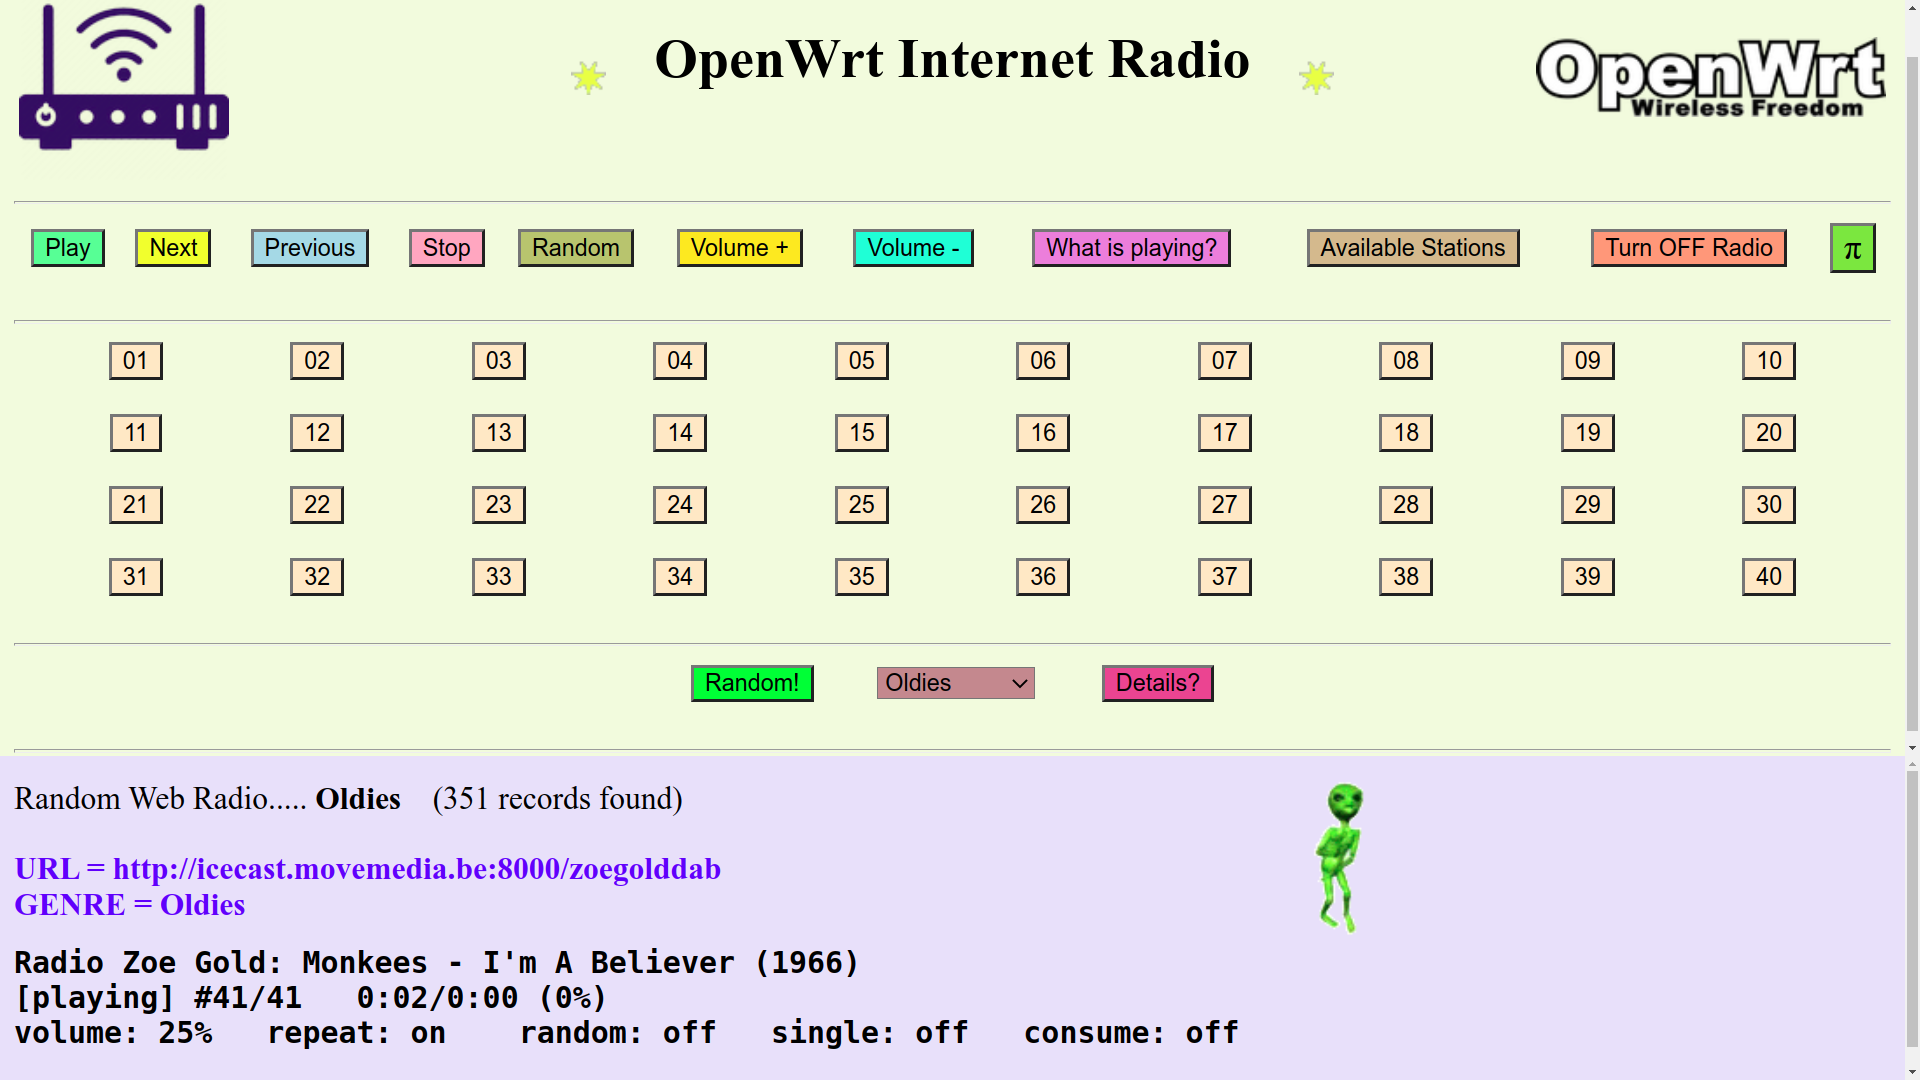 OpenWrt Internet Radio
OpenWrt
Wireless Freedom
Play Next Previous Stop Random Volume + Volume - What is playing? Available Stations Turn OFF Radio π
01 02 03 04 05 06 07 08 09 10
11 12 13 14 15 16 17 18 19 20
21 22 23 24 25 26 27 28 29 30
31 32 33 34 35 36 37 38 39 40
Random! Oldies Details?
Random Web Radio..... Oldies (351 records found)
URL = http://icecast.movemedia.be:8000/zoegolddab
GENRE = Oldies
Radio Zoe Gold: Monkees - I'm A Believer (1966)
[playing] #41/41 0:02/0:00 (0%)
volume: 25% repeat: on random: off single: off consume: off